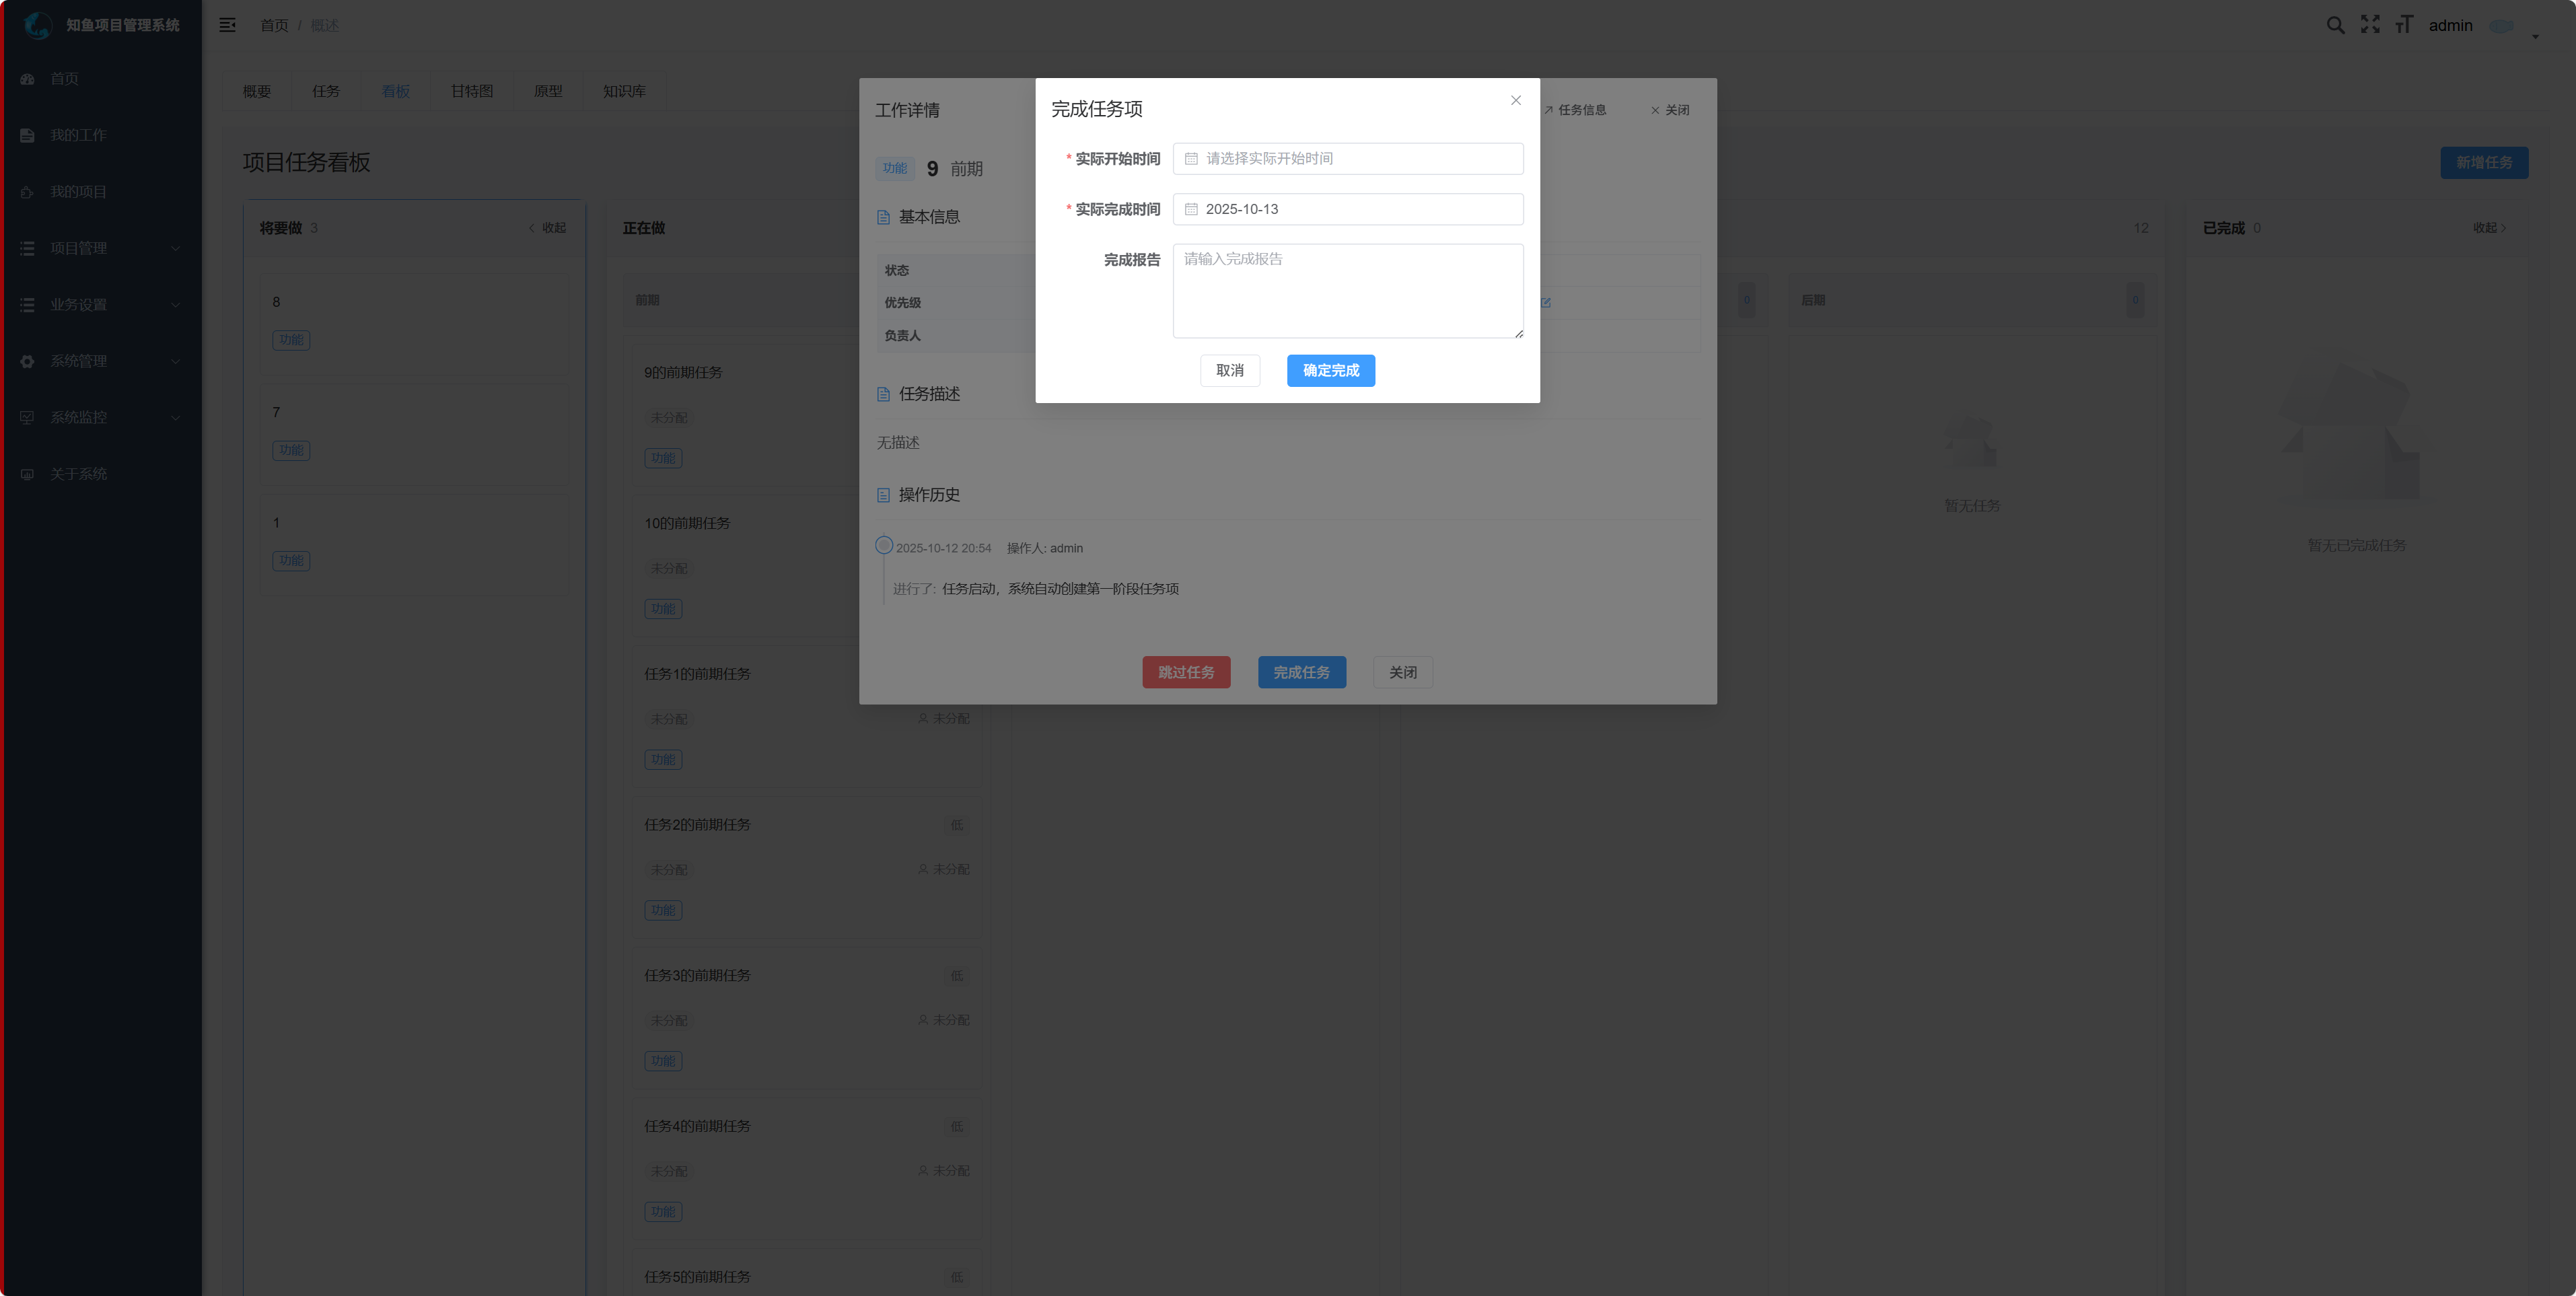 知鱼项目管理系统
首页 / 概述
admin
首页
我的工作
我的项目
项目管理
业务设置
系统管理
系统监控
关于系统
概要 任务 看板 甘特图 原型 知识库
项目任务看板
新增任务
将要做 3 收起
8
功能
7
功能
1
功能
正在做
12
前期
9的前期任务
未分配
功能
10的前期任务
未分配
功能
任务1的前期任务
未分配 未分配
功能
任务2的前期任务 低
未分配 未分配
功能
任务3的前期任务 低
未分配 未分配
功能
任务4的前期任务 低
未分配 未分配
功能
任务5的前期任务 低
0
后期 0
暂无任务
已完成 0 收起
暂无已完成任务
工作详情
任务信息 关闭
功能 9 前期
基本信息
状态
优先级
负责人
任务描述
无描述
操作历史
2025-10-12 20:54 操作人: admin
进行了: 任务启动，系统自动创建第一阶段任务项
跳过任务 完成任务 关闭
完成任务项
* 实际开始时间 请选择实际开始时间
* 实际完成时间 2025-10-13
完成报告 请输入完成报告
取消 确定完成